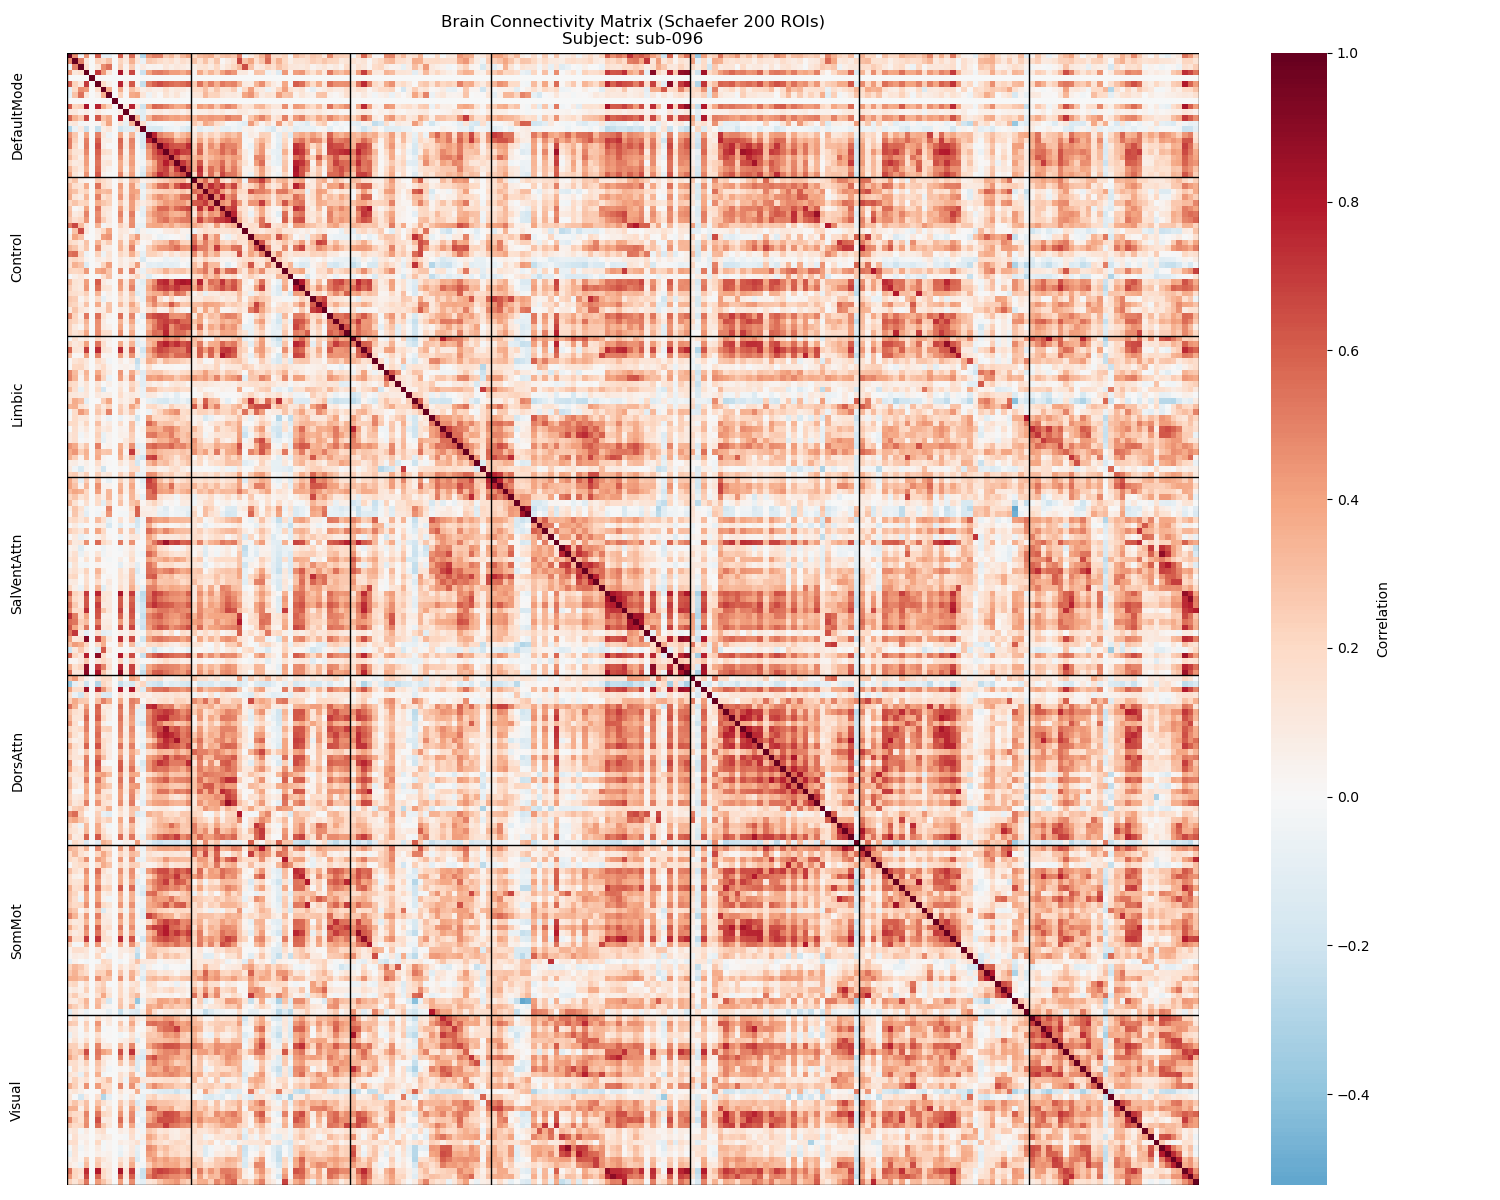 Brain Connectivity Matrix (Schaefer 200 ROIs)
Subject: sub-096
DefaultMode
Control
Limbic
SalVentAttn
DorsAttn
SomMot
Visual
1.0
0.8
0.6
0.4
0.2
0.0
−0.2
−0.4
Correlation